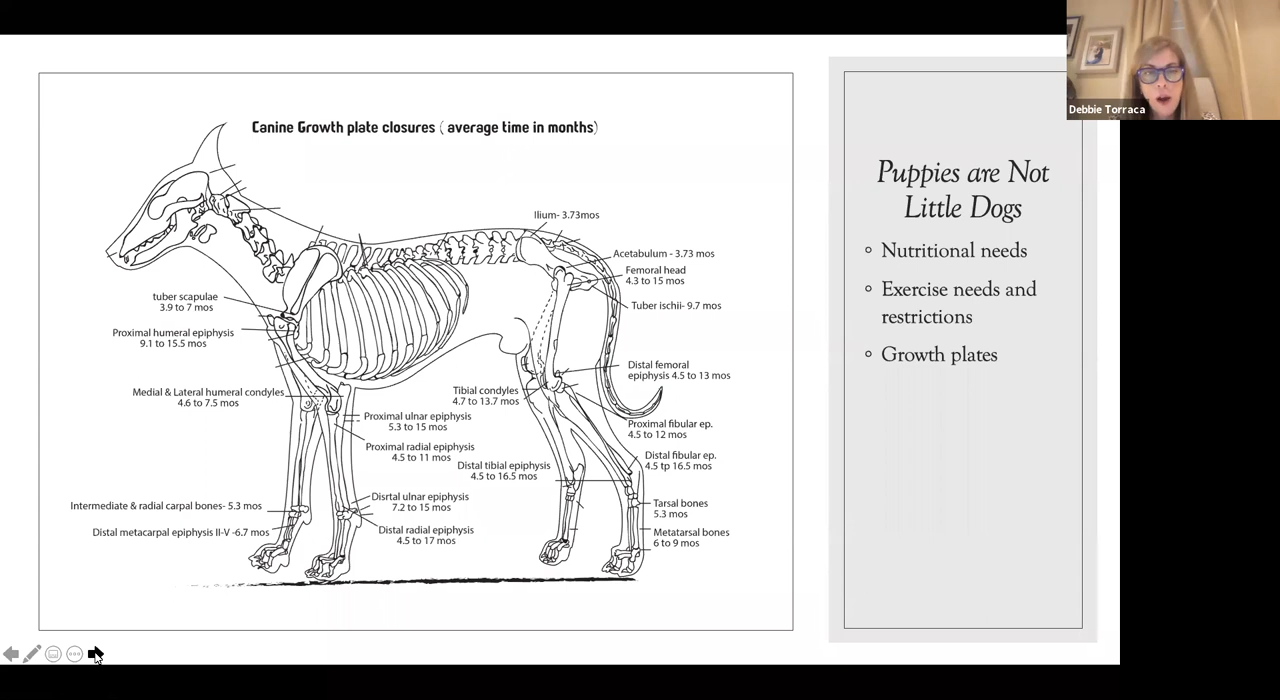 Debbie Torraca
Canine Growth plate closures ( average time in months)
Ilium- 3.73mos
Acetabulum - 3.73 mos
Femoral head
4.3 to 15 mos
Tuber ischii- 9.7 mos
tuber scapulae
3.9 to 7 mos
Proximal humeral epiphysis
9.1 to 15.5 mos
Medial & Lateral humeral condyles
4.6 to 7.5 mos
Distal femoral
epiphysis 4.5 to 13 mos
Tibial condyles
4.7 to 13.7 mos
Proximal ulnar epiphysis
5.3 to 15 mos
Proximal fibular ep.
4.5 to 12 mos
Proximal radial epiphysis
4.5 to 11 mos
Distal tibial epiphysis
4.5 to 16.5 mos
Distal fibular ep.
4.5 tp 16.5 mos
Intermediate & radial carpal bones- 5.3 mos
Disrtal ulnar epiphysis
7.2 to 15 mos
Tarsal bones
5.3 mos
Distal metacarpal epiphysis II-V -6.7 mos
Distal radial epiphysis
4.5 to 17 mos
Metatarsal bones
6 to 9 mos
Puppies are Not
Little Dogs
Nutritional needs
Exercise needs and
restrictions
Growth plates